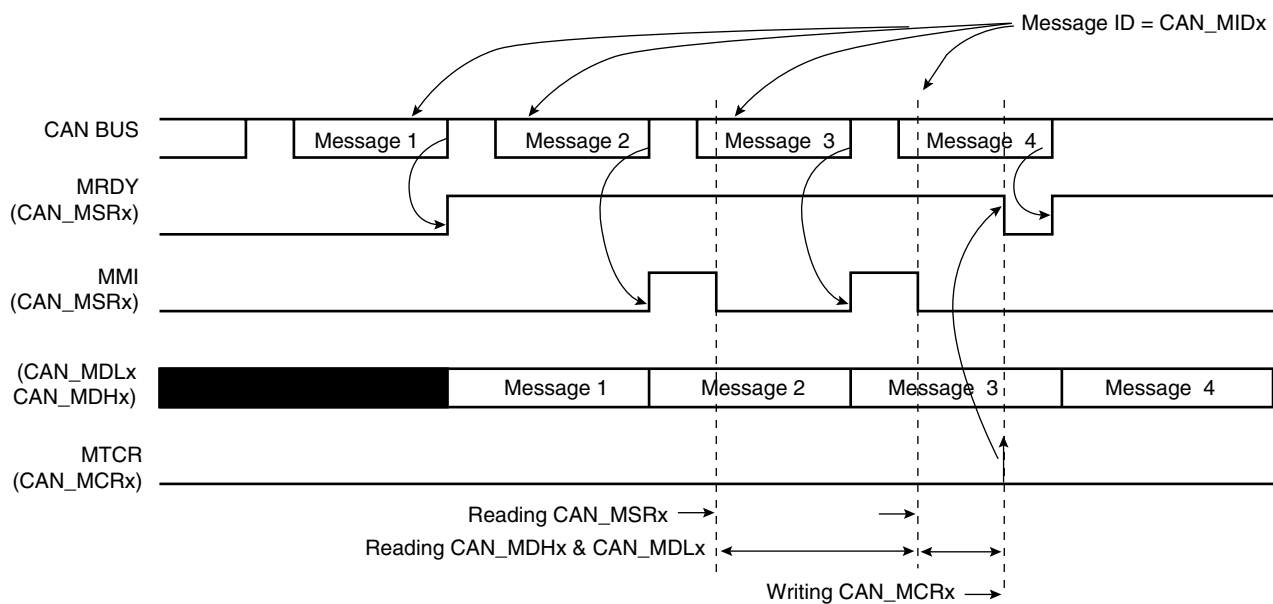 Message ID = CAN_MIDx
CAN BUS
Message 1
Message 2
Message 3
Message 4
MRDY
(CAN_MSRx)
MMI
(CAN_MSRx)
(CAN_MDLx
CAN_MDHx)
Message 1
Message 2
Message 3
Message 4
MTCR
(CAN_MCRx)
Reading CAN_MSRx
Reading CAN_MDHx & CAN_MDLx
Writing CAN_MCRx